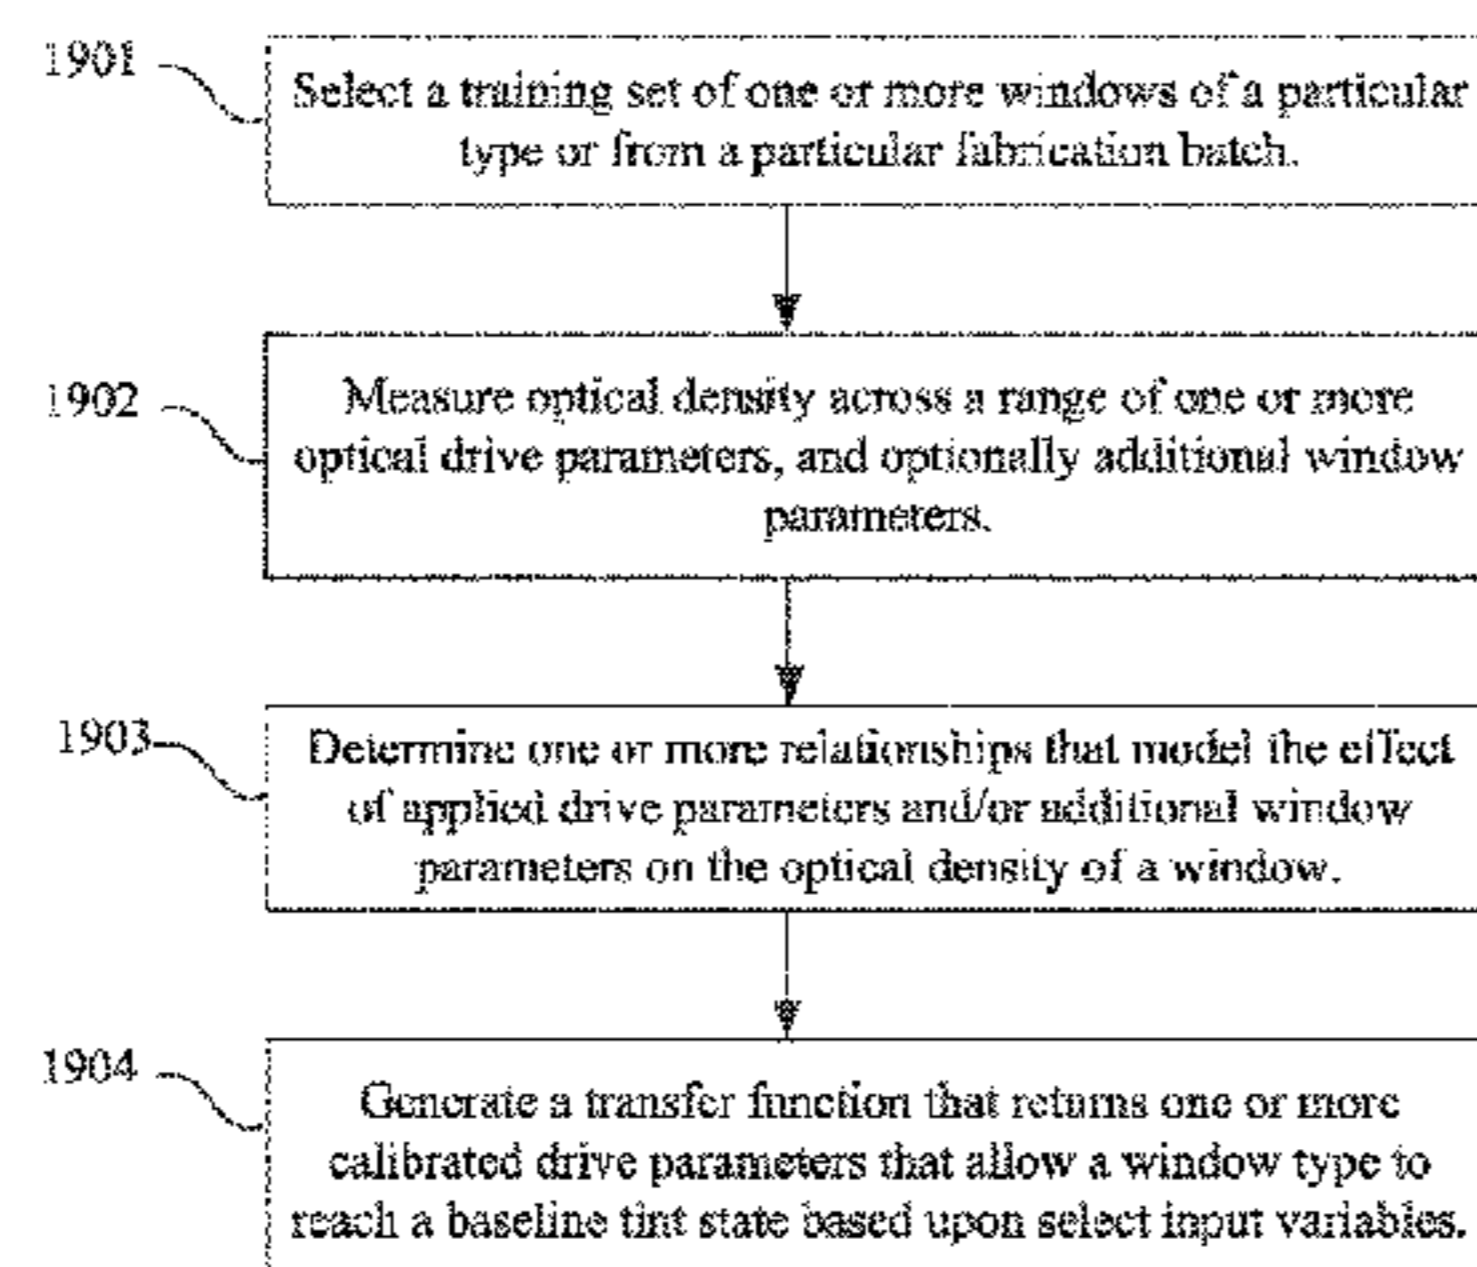 1901
Select a training set of one or more windows of a particular
type or from a particular fabrication batch.
1902
Measure optical density across a range of one or more
optical drive parameters, and optionally additional window
parameters.
1903
Determine one or more relationships that model the effect
of applied drive parameters and/or additional window
parameters on the optical density of a window.
1904
Generate a transfer function that returns one or more
calibrated drive parameters that allow a window type to
reach a baseline tint state based upon select input variables.